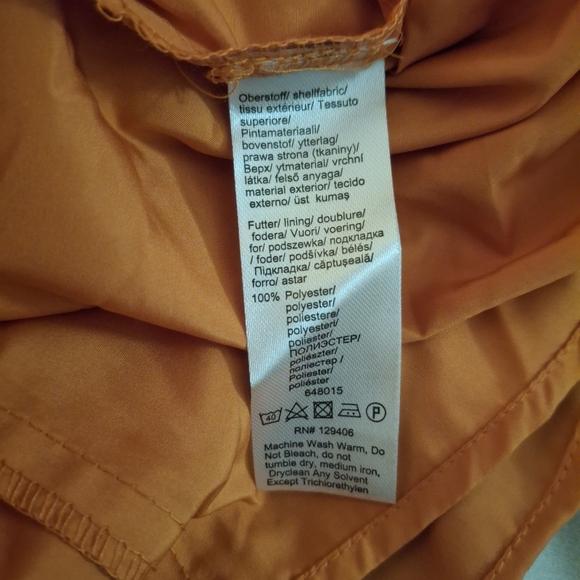 Oberstoff/ shellfabric/
tissu extérieur/ Tessuto
superiore/
Pintamateriaali/
bovenstof/ ytterlag/
prawa strona (tkaniny)/
Верх/ ytmaterial/ vrchní
látka/ felső anyaga/
material exterior/ tecido
externo/ üst kumaş
Futter/ lining/ doublure/
fodera/ Vuori/ voering/
for/ podszewka/ подкладка
/ foder/ podšívka/ bélés/
Підкладка/ căptușeală/
forro/ astar
100% Polyester/
polyester/
poliestere/
polyesteri/
poliester/
ПОЛИЭСТЕР/
poliészter/
поліестер /
Poliester/
poliéster
648015
40 P
RN# 129406
Machine Wash Warm, Do
Not Bleach, do not
tumble dry, medium iron,
Dryclean Any Solvent
Except Trichlorethylen